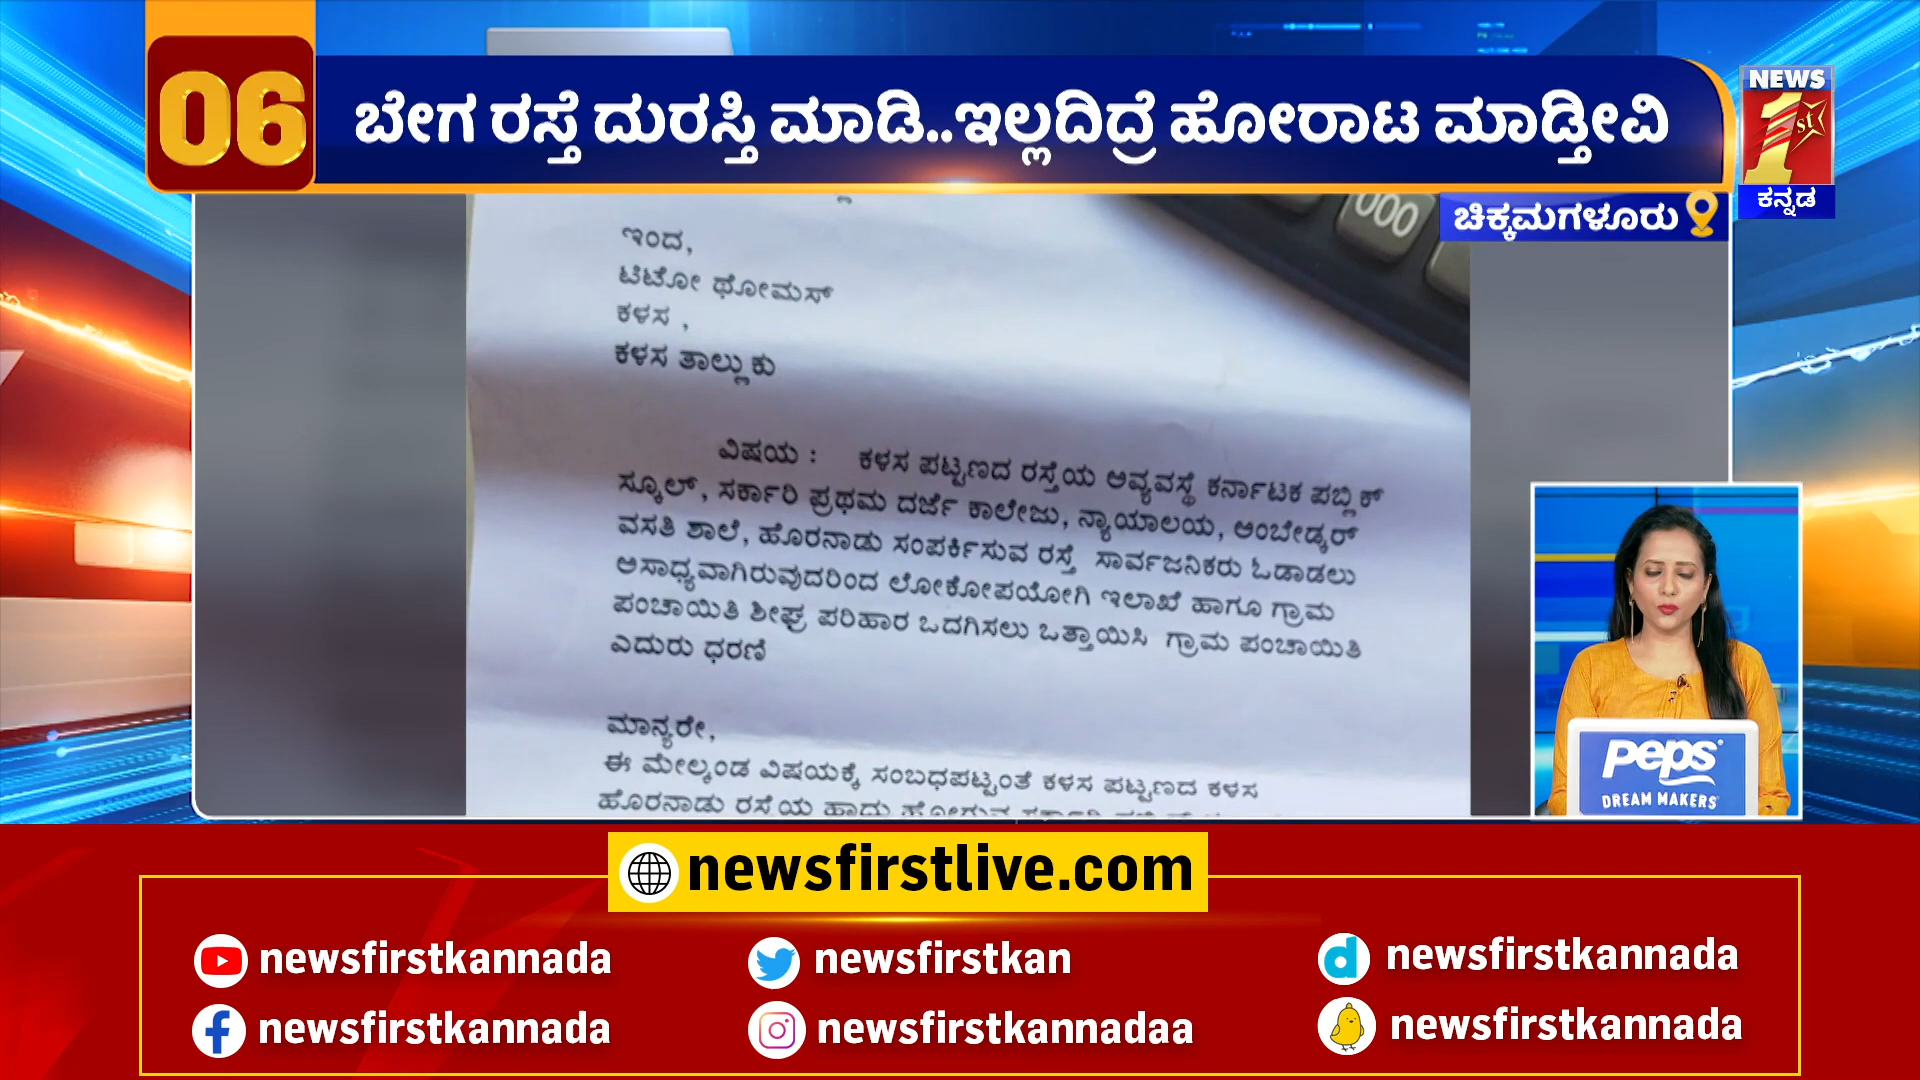 06
ಬೇಗ ರಸ್ತೆ ದುರಸ್ತಿ ಮಾಡಿ..ಇಲ್ಲದಿದ್ರೆ ಹೋರಾಟ ಮಾಡ್ತೀವಿ
NEWS
1st
ಕನ್ನಡ
ಚಿಕ್ಕಮಗಳೂರು
000
ಇಂದ,
ಟಿಟೋ ಥೋಮಸ್
ಕಳಸ ,
ಕಳಸ ತಾಲ್ಲುಕು
ವಿಷಯ : ಕಳಸ ಪಟ್ಟಣದ ರಸ್ತೆಯ ಅವ್ಯವಸ್ಥೆ ಕರ್ನಾಟಕ ಪಬ್ಲಿಕ್
ಸ್ಕೂಲ್, ಸರ್ಕಾರಿ ಪ್ರಥಮ ದರ್ಜೆ ಕಾಲೇಜು, ನ್ಯಾಯಾಲಯ, ಅಂಬೇಡ್ಕರ್
ವಸತಿ ಶಾಲೆ, ಹೊರನಾಡು ಸಂಪರ್ಕಿಸುವ ರಸ್ತೆ ಸಾರ್ವಜನಿಕರು ಓಡಾಡಲು
ಅಸಾಧ್ಯವಾಗಿರುವುದರಿಂದ ಲೋಕೋಪಯೋಗಿ ಇಲಾಖೆ ಹಾಗೂ ಗ್ರಾಮ
ಪಂಚಾಯಿತಿ ಶೀಘ್ರ ಪರಿಹಾರ ಒದಗಿಸಲು ಒತ್ತಾಯಿಸಿ ಗ್ರಾಮ ಪಂಚಾಯಿತಿ
ಎದುರು ಧರಣಿ
ಮಾನ್ಯರೇ,
ಈ ಮೇಲ್ಕಂಡ ವಿಷಯಕ್ಕೆ ಸಂಬಧಪಟ್ಟಂತೆ ಕಳಸ ಪಟ್ಟಣದ ಕಳಸ
ಹೊರನಾಡು ರಸ್ತೆಯ ಹಾದು ಹೋಗುವ
Peps
DREAM MAKERS
newsfirstlive.com
newsfirstkannada newsfirstkan newsfirstkannada
newsfirstkannada newsfirstkannadaa newsfirstkannada